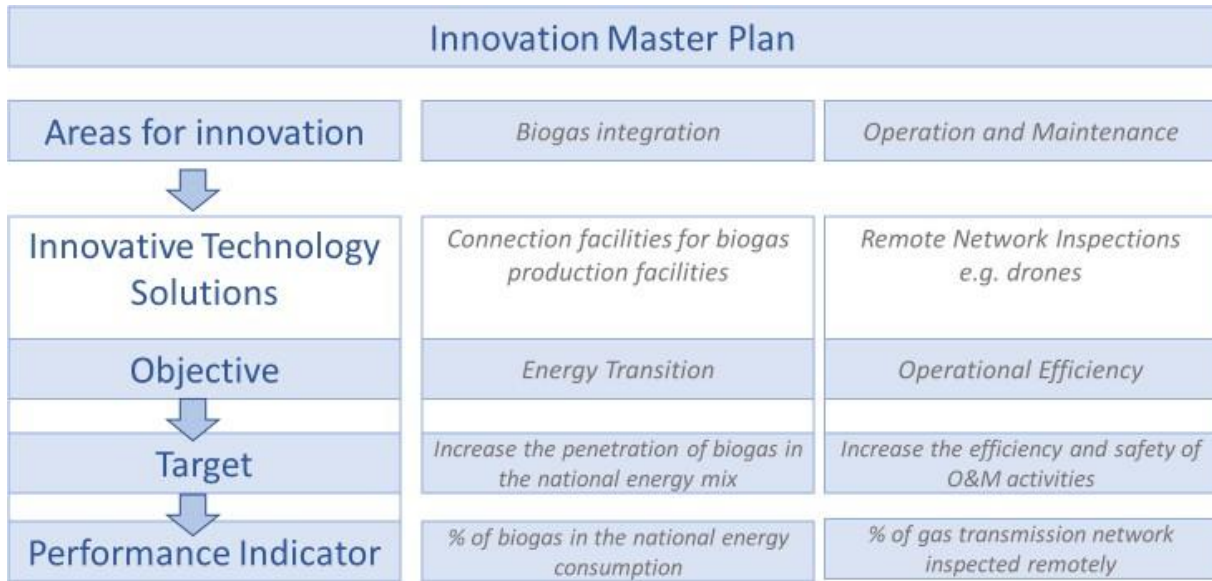 Innovation Master Plan
Areas for innovation
Biogas integration
Operation and Maintenance
Innovative Technology
Solutions
Connection facilities for biogas
production facilities
Remote Network Inspections
e.g. drones
Objective
Energy Transition
Operational Efficiency
Target
Increase the penetration of biogas in
the national energy mix
Increase the efficiency and safety of
O&M activities
Performance Indicator
% of biogas in the national energy
consumption
% of gas transmission network
inspected remotely